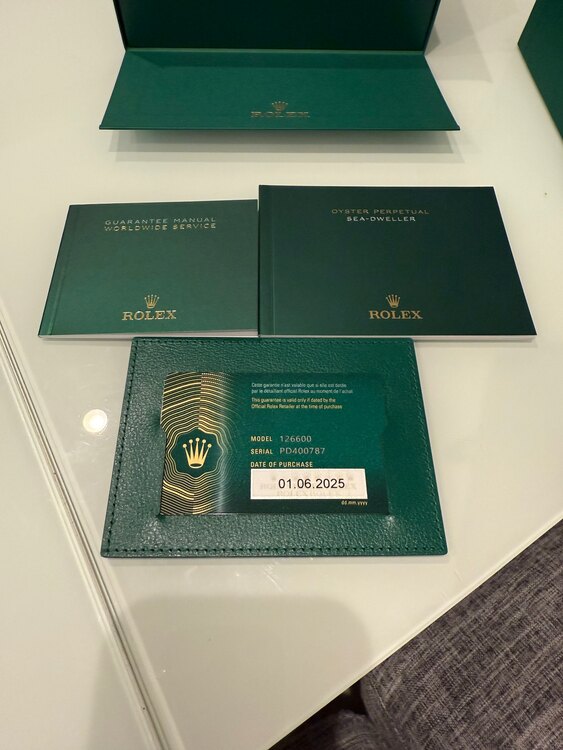 ROLEX
GUARANTEE MANUAL
WORLDWIDE SERVICE
ROLEX
OYSTER PERPETUAL
SEA-DWELLER
ROLEX
Cette garantie n'est valable que si elle est datée
par le détaillant officiel Rolex au moment de l'achat
This guarantee is valid only if dated by the
Official Rolex Retailer at the time of purchase
MODEL 126600
SERIAL PD400787
DATE OF PURCHASE
01.06.2025
dd.mm.yyyy